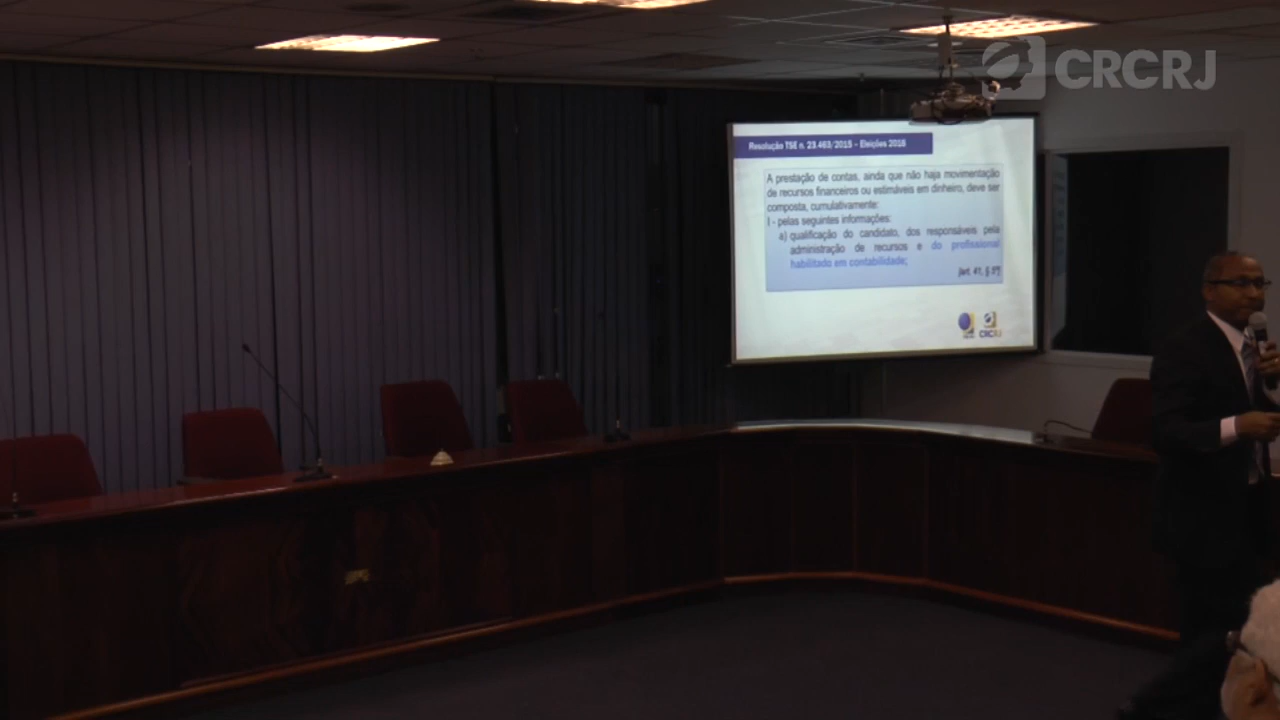 CRCRJ
Resolução TSE n. 23.463/2015 – Eleições 2016
A prestação de contas, ainda que não haja movimentação
de recursos financeiros ou estimáveis em dinheiro, deve ser
composta, cumulativamente:
I - pelas seguintes informações:
a) qualificação do candidato, dos responsáveis pela
administração de recursos e do profissional
habilitado em contabilidade;
CRCRJ